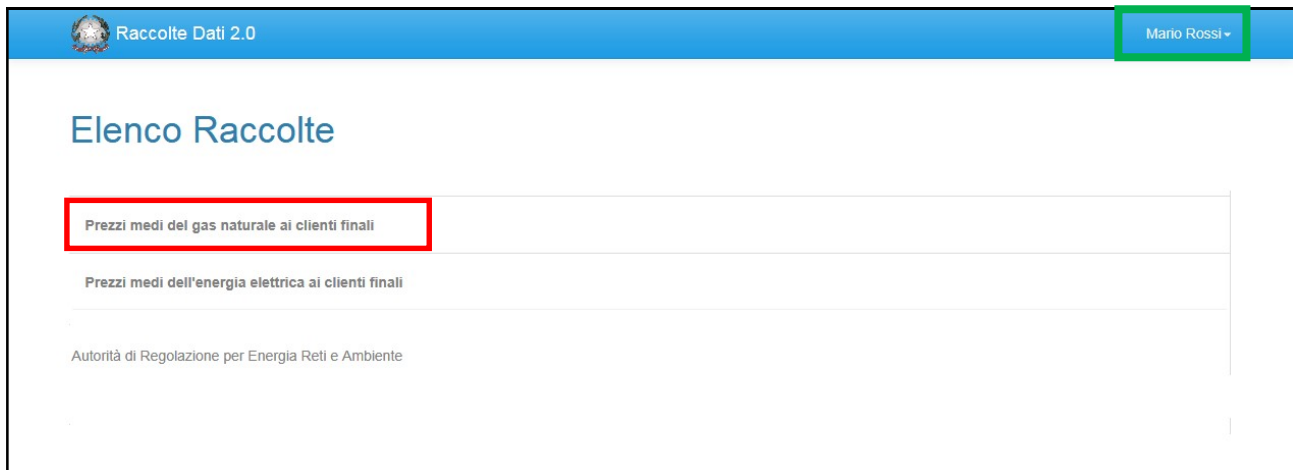 Raccolte Dati 2.0
Mario Rossi
Elenco Raccolte
Prezzi medi del gas naturale ai clienti finali
Prezzi medi dell'energia elettrica ai clienti finali
Autorità di Regolazione per Energia Reti e Ambiente